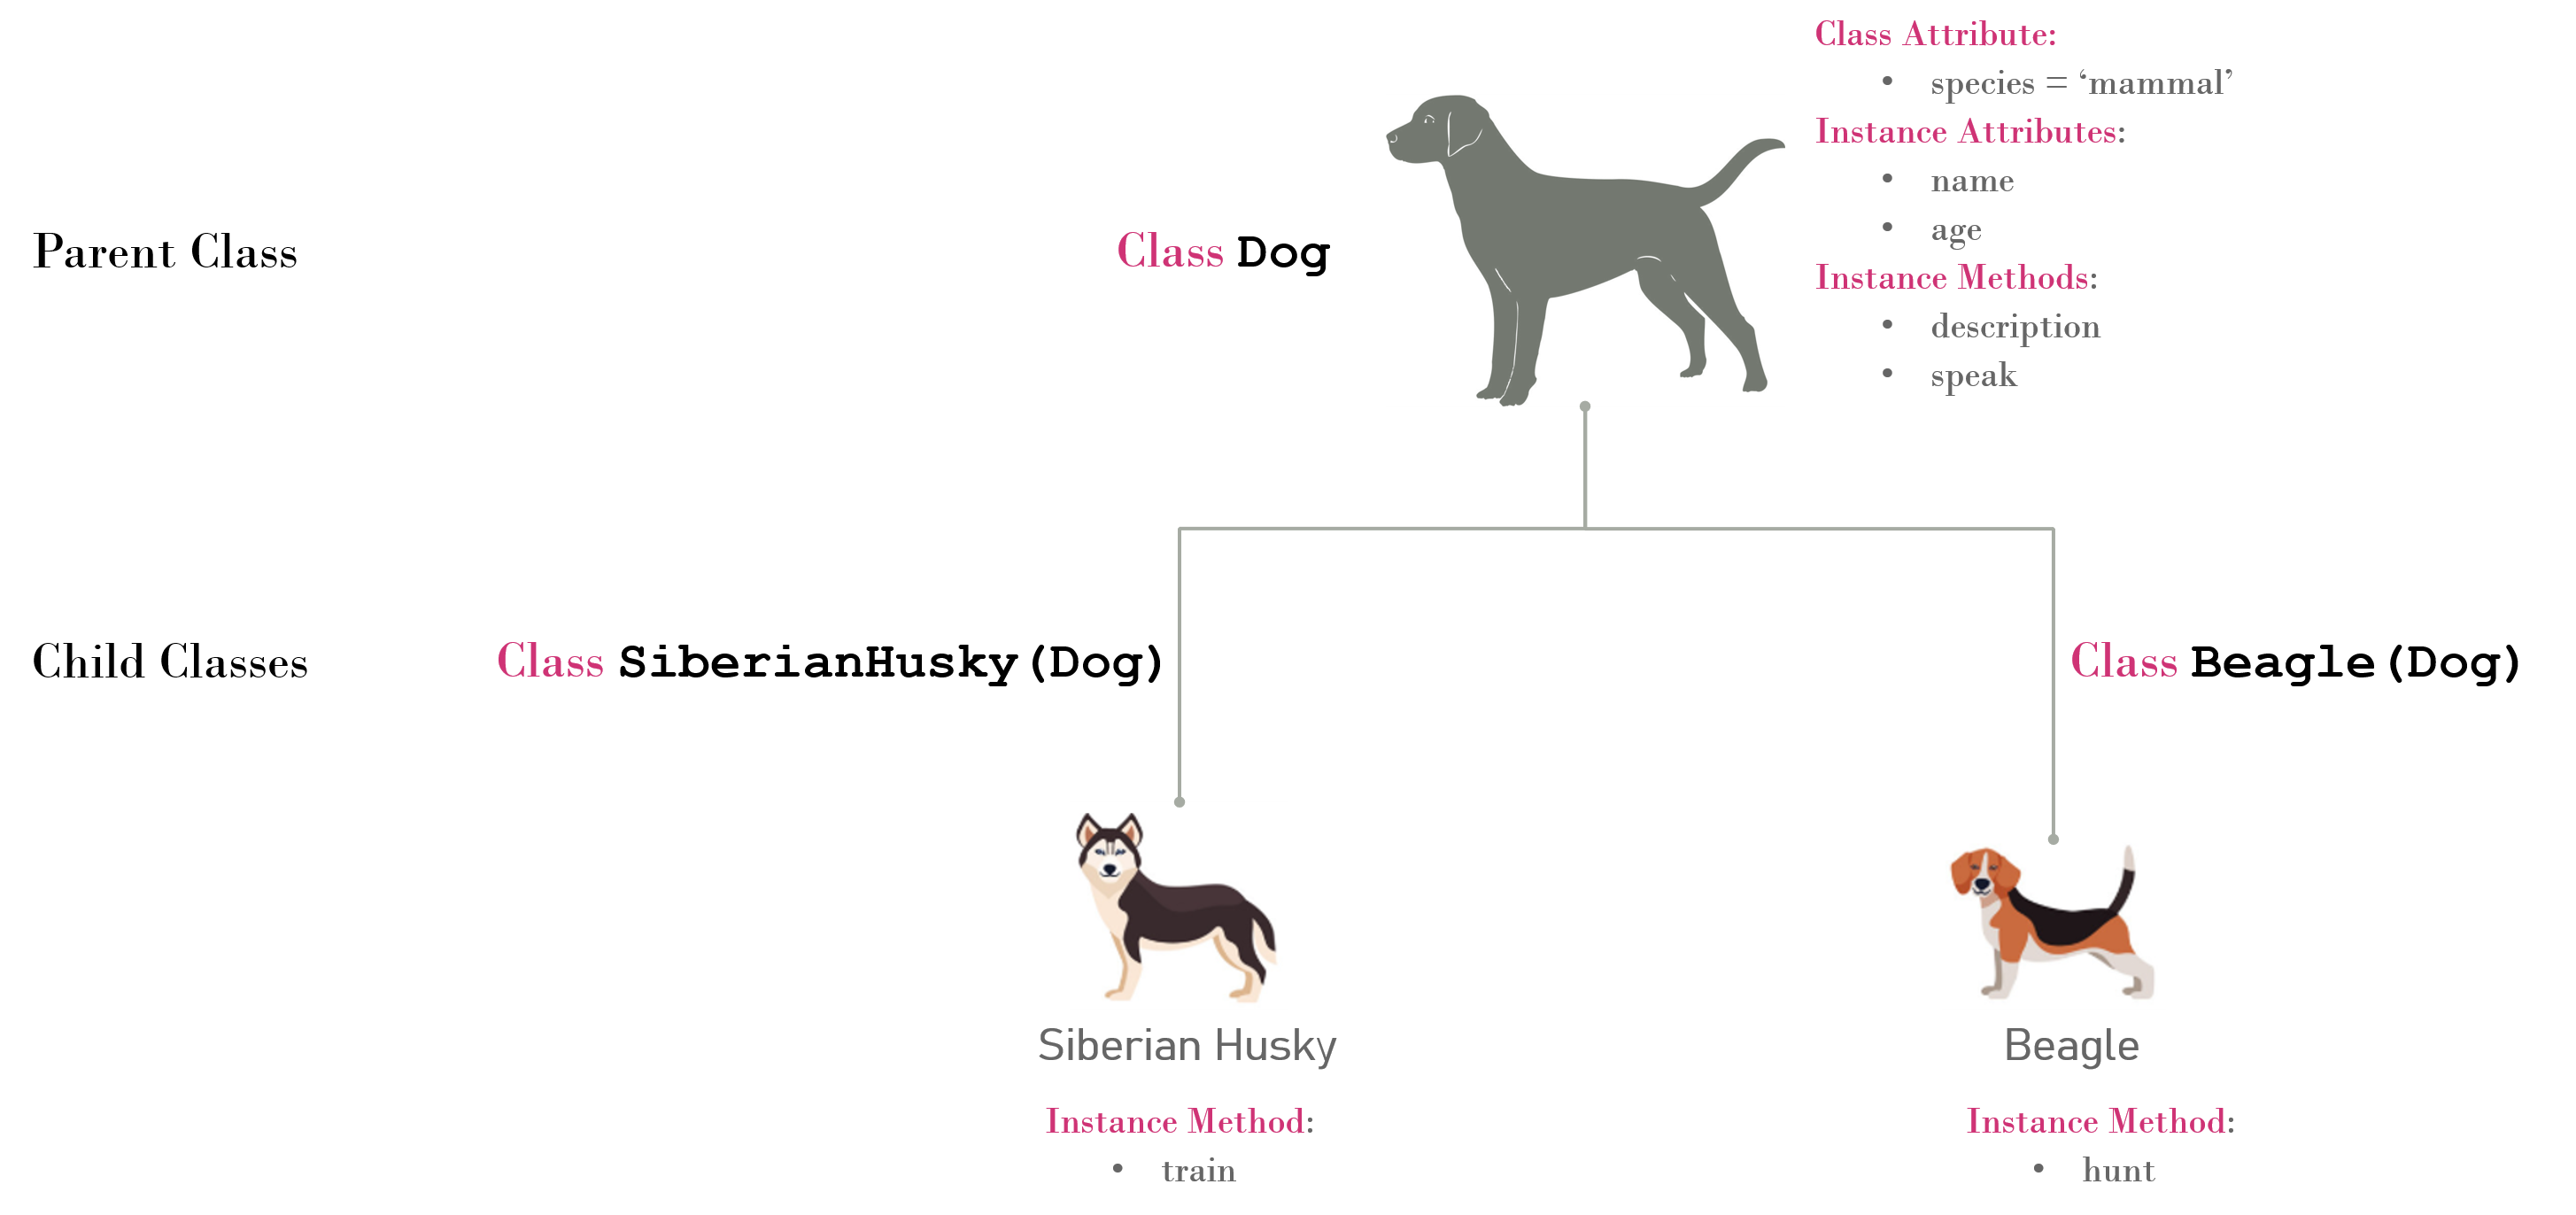 Class Attribute:
• species = ‘mammal’
Instance Attributes:
• name
• age
Instance Methods:
• description
• speak
Parent Class
Class Dog
Child Classes
Class SiberianHusky(Dog)
Class Beagle(Dog)
Siberian Husky
Instance Method:
• train
Beagle
Instance Method:
• hunt